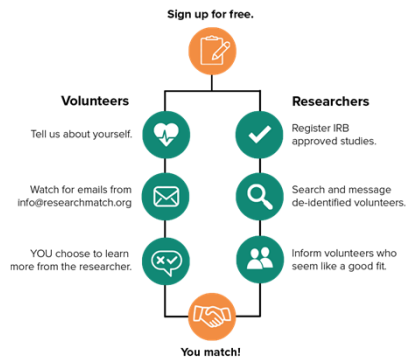 Sign up for free.
Volunteers
Tell us about yourself.
Watch for emails from
info@researchmatch.org
YOU choose to learn
more from the researcher.
Researchers
Register IRB
approved studies.
Search and message
de-identified volunteers.
Inform volunteers who
seem like a good fit.
You match!